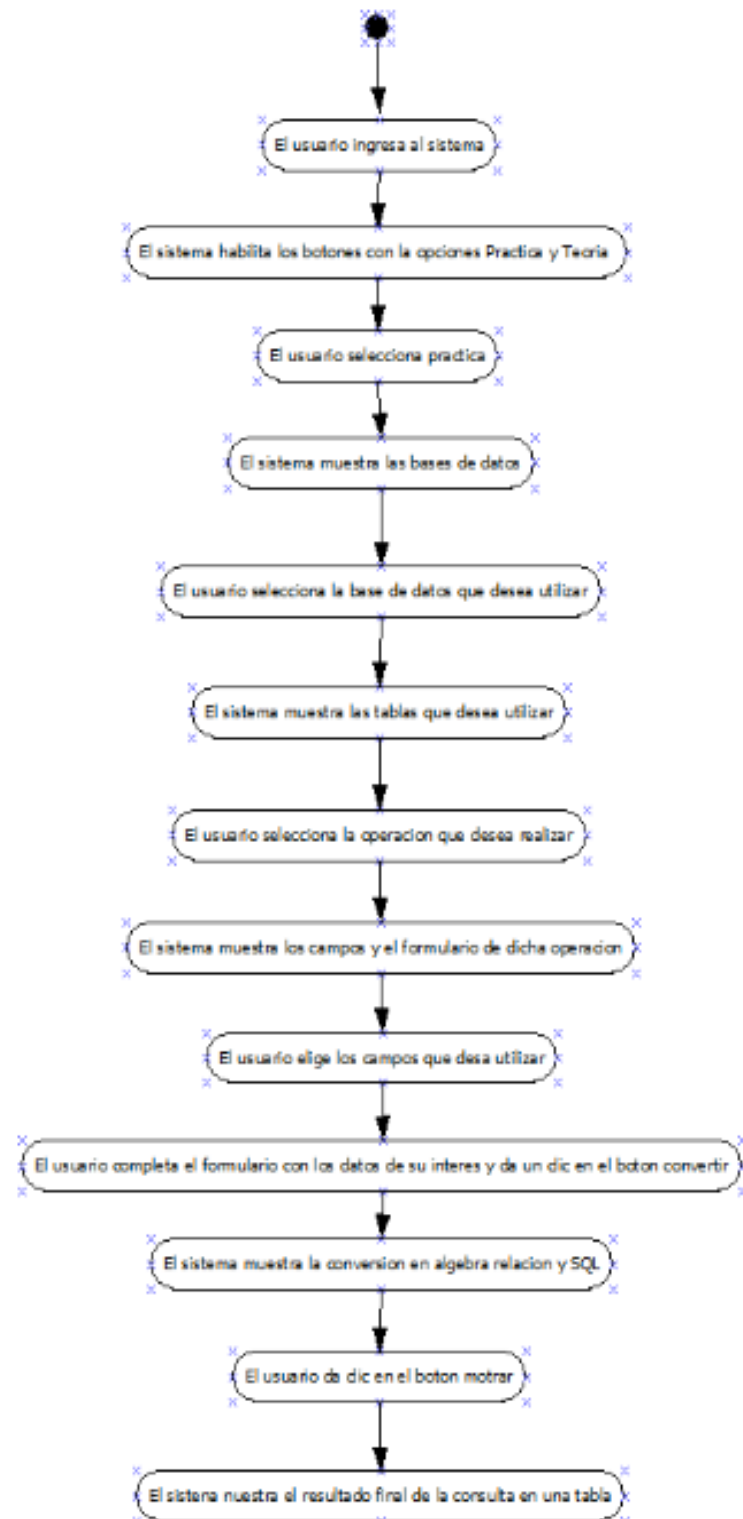 El usuario ingresa al sistema
El sistema habilita los botones con la opciones Practica y Teoria
El usuario selecciona practica
El sistema muestra las bases de datos
El usuario selecciona la base de datos que desea utilizar
El sistema muestra las tablas que desea utilizar
El usuario selecciona la operacion que desea realizar
El sistema muestra los campos y el formulario de dicha operacion
El usuario elige los campos que desa utilizar
El usuario completa el formulario con los datos de su interes y da un clic en el boton convertir
El sistema muestra la conversion en algebra relacion y SQL
El usuario da clic en el boton motrar
El sistena nuestra el resultado final de la consulta en una tabla